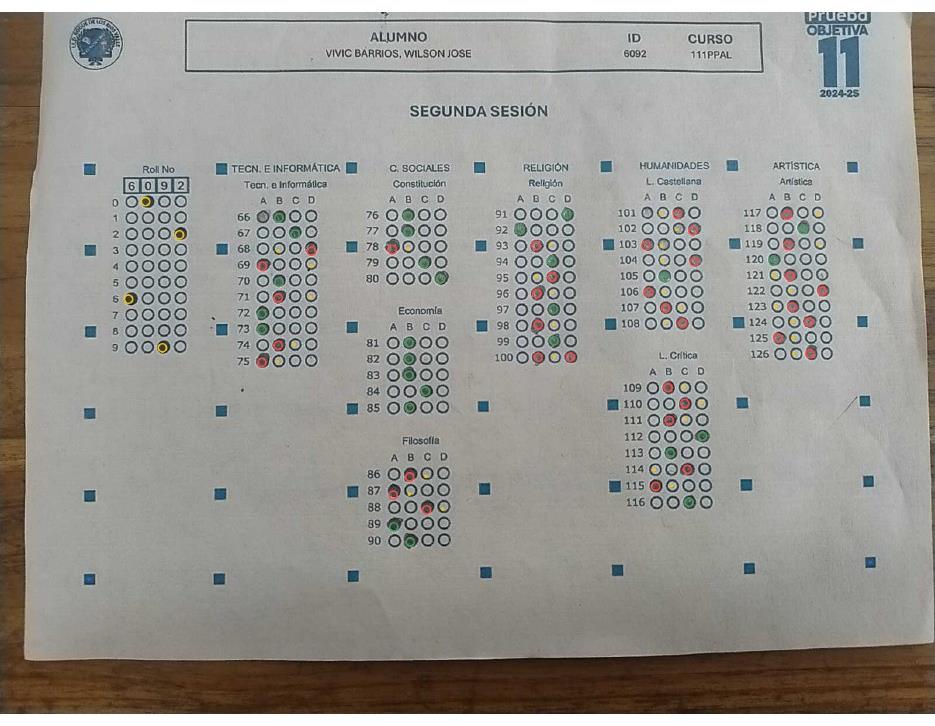 Prueba
OBJETIVA
11
2024-25
ALUMNO ID CURSO
VIVIC BARRIOS, WILSON JOSE 6092 111PPAL
SEGUNDA SESIÓN
Roll No
6 0 9 2
0
1
2
3
4
5
6
7
8
9
TECN. E INFORMÁTICA
Tecn. e Informática
A B C D
66
67
68
69
70
71
72
73
74
75
C. SOCIALES
Constitución
A B C D
76
77
78
79
80
Economía
A B C D
81
82
83
84
85
Filosofía
A B C D
86
87
88
89
90
RELIGIÓN
Religión
A B C D
91
92
93
94
95
96
97
98
99
100
HUMANIDADES
L. Castellana
A B C D
101
102
103
104
105
106
107
108
L. Crítica
A B C D
109
110
111
112
113
114
115
116
ARTÍSTICA
Artística
A B C D
117
118
119
120
121
122
123
124
125
126